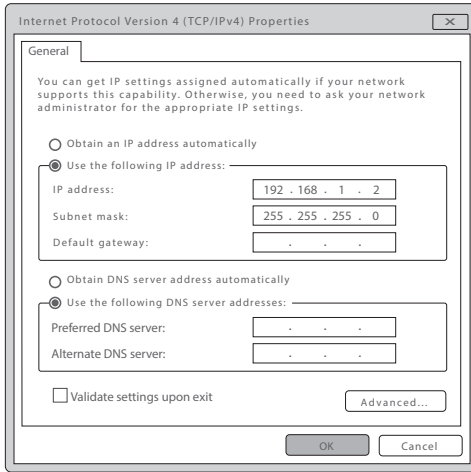 Internet Protocol Version 4 (TCP/IPv4) Properties
General
You can get IP settings assigned automatically if your network
supports this capability. Otherwise, you need to ask your network
administrator for the appropriate IP settings.
Obtain an IP address automatically
Use the following IP address:
IP address: 192 . 168 . 1 . 2
Subnet mask: 255 . 255 . 255 . 0
Default gateway: . . .
Obtain DNS server address automatically
Use the following DNS server addresses:
Preferred DNS server: . . .
Alternate DNS server: . . .
Validate settings upon exit
Advanced...
OK Cancel